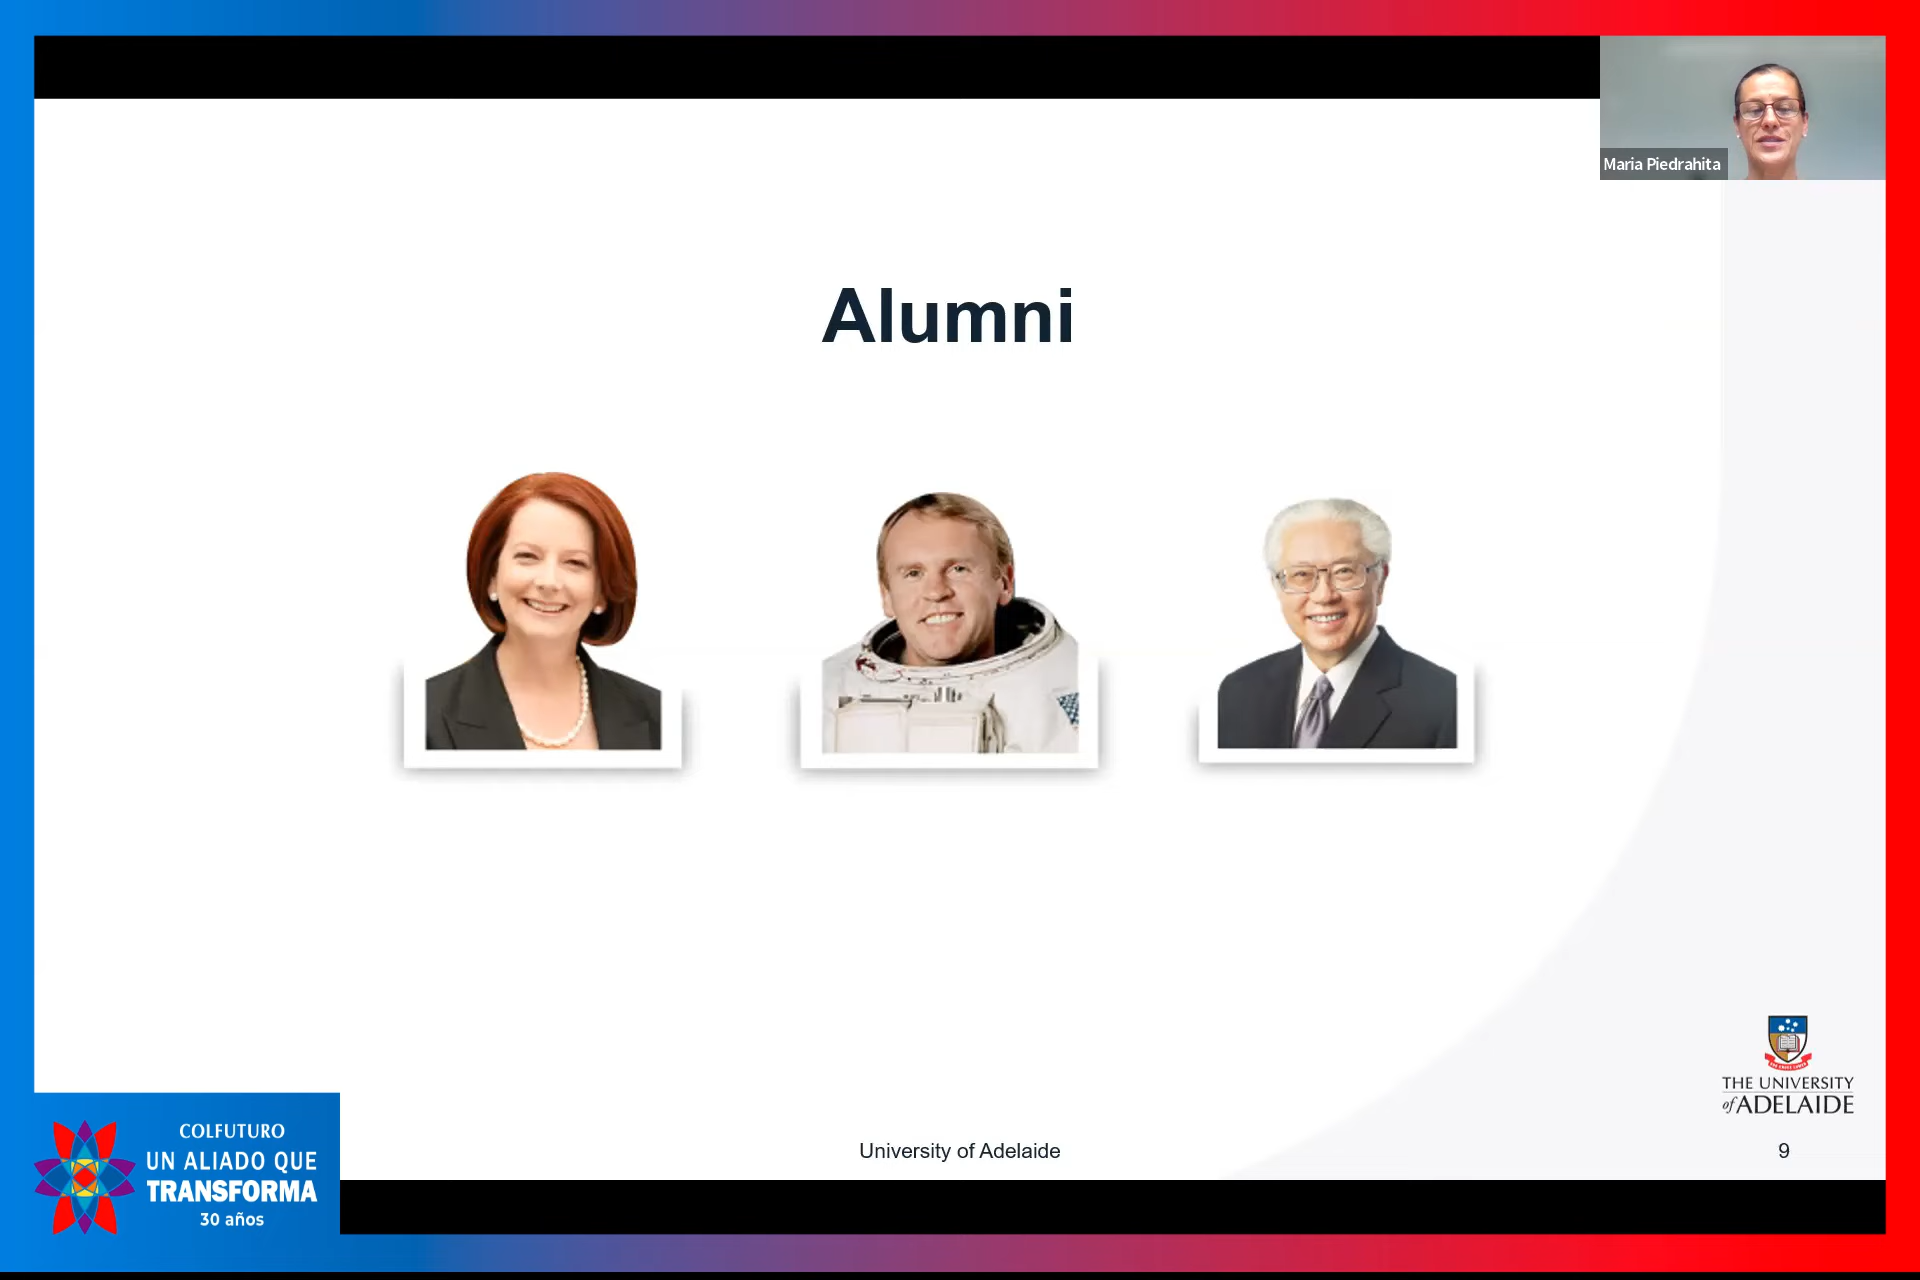 Maria Piedrahita
Alumni
THE UNIVERSITY
of ADELAIDE
COLFUTURO
UN ALIADO QUE
TRANSFORMA
30 años
University of Adelaide
9